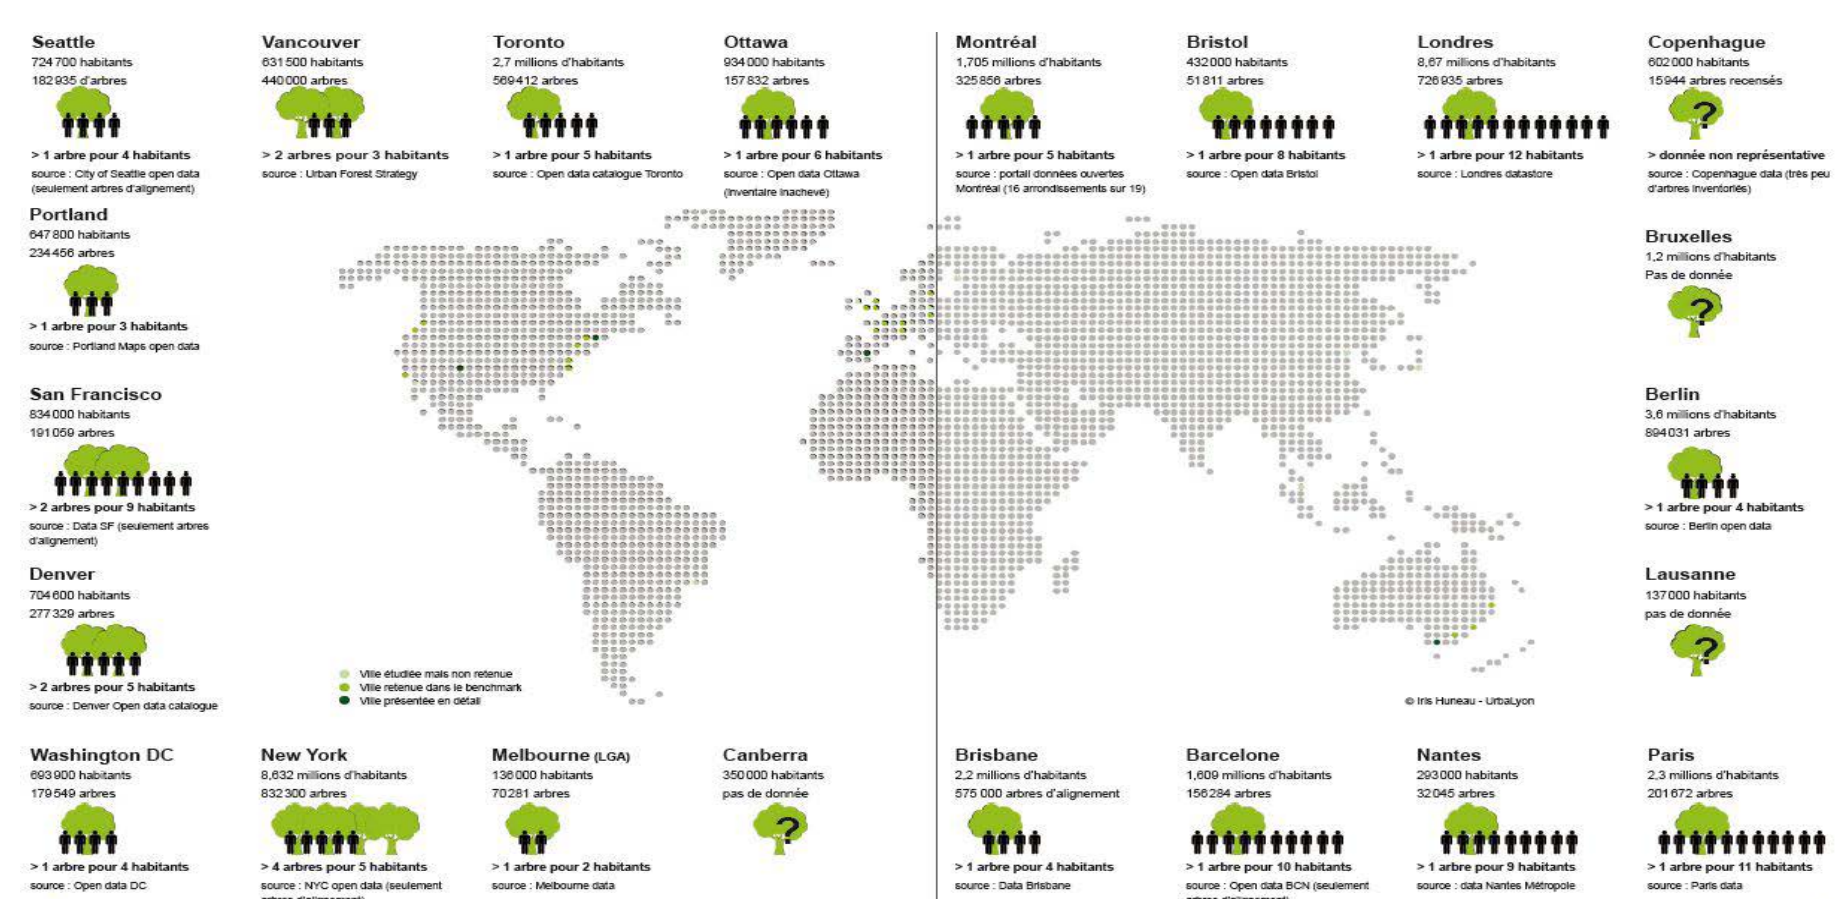 Seattle
724 700 habitants
182 935 d'arbres
> 1 arbre pour 4 habitants
source : City of Seattle open data
(seulement arbres d'alignement)
Vancouver
631 500 habitants
440 000 arbres
> 2 arbres pour 3 habitants
source : Urban Forest Strategy
Toronto
2,7 millions d'habitants
569 412 arbres
> 1 arbre pour 5 habitants
source : Open data catalogue Toronto
Ottawa
934 000 habitants
157 832 arbres
> 1 arbre pour 6 habitants
source : Open data Ottawa
(inventaire inachevé)
Montréal
1,705 millions d'habitants
325 856 arbres
> 1 arbre pour 5 habitants
source : portail données ouvertes
Montréal (16 arrondissements sur 19)
Bristol
432 000 habitants
51 811 arbres
> 1 arbre pour 8 habitants
source : Open data Bristol
Londres
8,67 millions d'habitants
726 935 arbres
> 1 arbre pour 12 habitants
source : Londres datastore
Copenhague
602 000 habitants
15 944 arbres recensés
?
> donnée non représentative
source : Copenhague data (très peu
d'arbres inventoriés)
Portland
647 800 habitants
234 456 arbres
> 1 arbre pour 3 habitants
source : Portland Maps open data
Bruxelles
1,2 millions d'habitants
Pas de donnée
?
San Francisco
834 000 habitants
191 059 arbres
> 2 arbres pour 9 habitants
source : Data SF (seulement arbres
d'alignement)
Berlin
3,6 millions d'habitants
894 031 arbres
> 1 arbre pour 4 habitants
source : Berlin open data
Denver
704 600 habitants
277 329 arbres
> 2 arbres pour 5 habitants
source : Denver Open data catalogue
Lausanne
137 000 habitants
pas de donnée
?
Ville étudiée mais non retenue
Ville retenue dans le benchmark
Ville présentée en détail
© Iris Huneau - UrbaLyon
Washington DC
693 900 habitants
179 549 arbres
> 1 arbre pour 4 habitants
source : Open data DC
New York
8,632 millions d'habitants
832 300 arbres
> 4 arbres pour 5 habitants
source : NYC open data (seulement
arbres d'alignement)
Melbourne (LGA)
136 000 habitants
70 281 arbres
> 1 arbre pour 2 habitants
source : Melbourne data
Canberra
350 000 habitants
pas de donnée
?
Brisbane
2,2 millions d'habitants
575 000 arbres d'alignement
> 1 arbre pour 4 habitants
source : Data Brisbane
Barcelone
1,609 millions d'habitants
156 284 arbres
> 1 arbre pour 10 habitants
source : Open data BCN (seulement
arbres d'alignement)
Nantes
293 000 habitants
32 045 arbres
> 1 arbre pour 9 habitants
source : data Nantes Métropole
Paris
2,3 millions d'habitants
201 672 arbres
> 1 arbre pour 11 habitants
source : Paris data